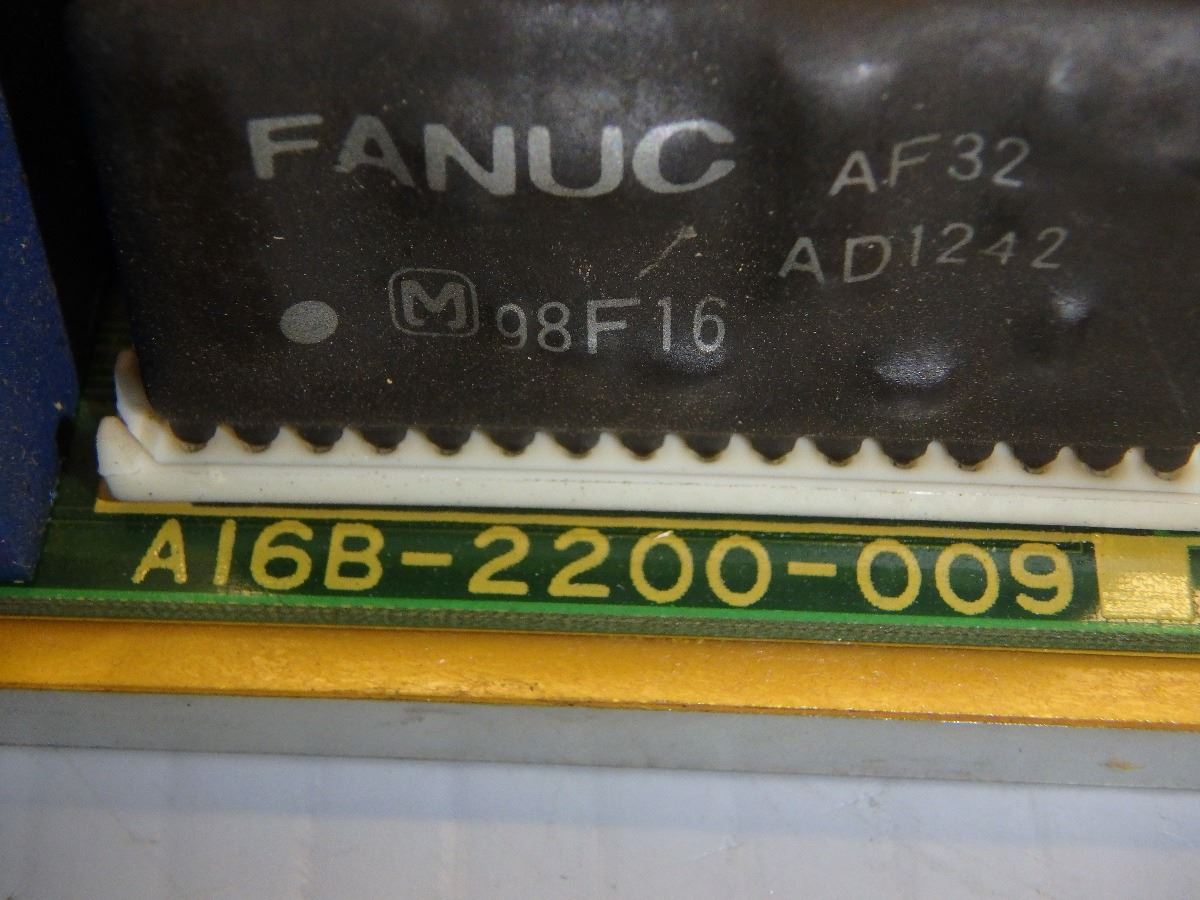 FANUC
AF32
AD1242
M 98F16
A16B-2200-009